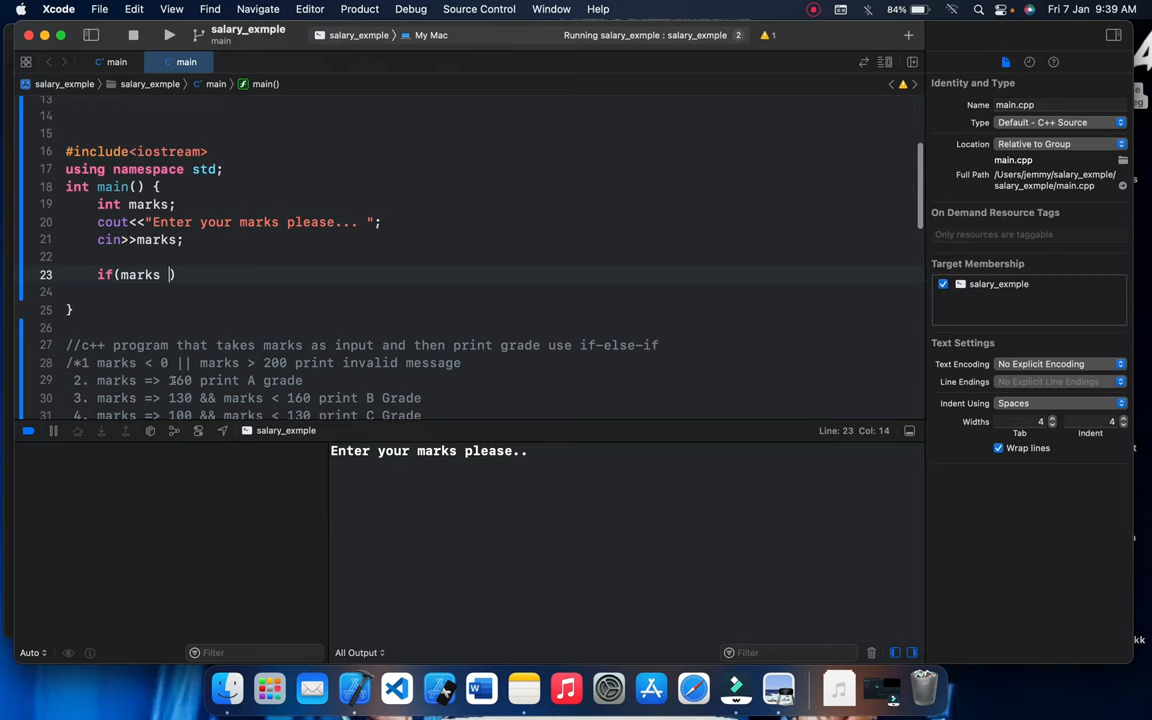 Xcode File Edit View Find Navigate Editor Product Debug Source Control Window Help 84% Fri 7 Jan 9:39 AM
salary_exmple
main
salary_exmple My Mac Running salary_exmple : salary_exmple 2 1
main main
salary_exmple salary_exmple main main()
13
14
15
16 #include<iostream>
17 using namespace std;
18 int main() {
19 int marks;
20 cout<<"Enter your marks please... ";
21 cin>>marks;
22
23 if(marks )
24
25 }
26
27 //c++ program that takes marks as input and then print grade use if-else-if
28 /*1 marks < 0 || marks > 200 print invalid message
29 2. marks => 160 print A grade
30 3. marks => 130 && marks < 160 print B Grade
31 4. marks => 100 && marks < 130 print C Grade
Line: 23 Col: 14
salary_exmple
Enter your marks please..
Auto Filter All Output Filter
Identity and Type
Name main.cpp
Type Default - C++ Source
Location Relative to Group
main.cpp
Full Path /Users/jemmy/salary_exmple/
salary_exmple/main.cpp
On Demand Resource Tags
Only resources are taggable
Target Membership
salary_exmple
Text Settings
Text Encoding No Explicit Encoding
Line Endings No Explicit Line Endings
Indent Using Spaces
Widths 4 4
Tab Indent
Wrap lines